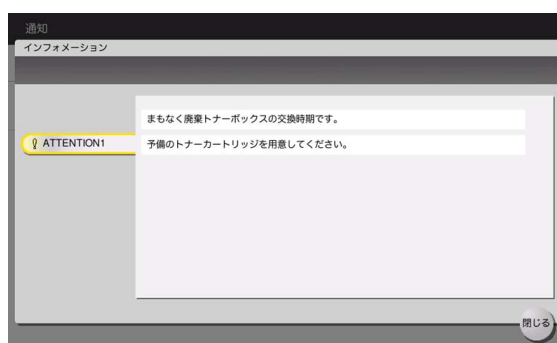 通知
インフォメーション
まもなく廃棄トナーボックスの交換時期です。
ATTENTION1
予備のトナーカートリッジを用意してください。
閉じる